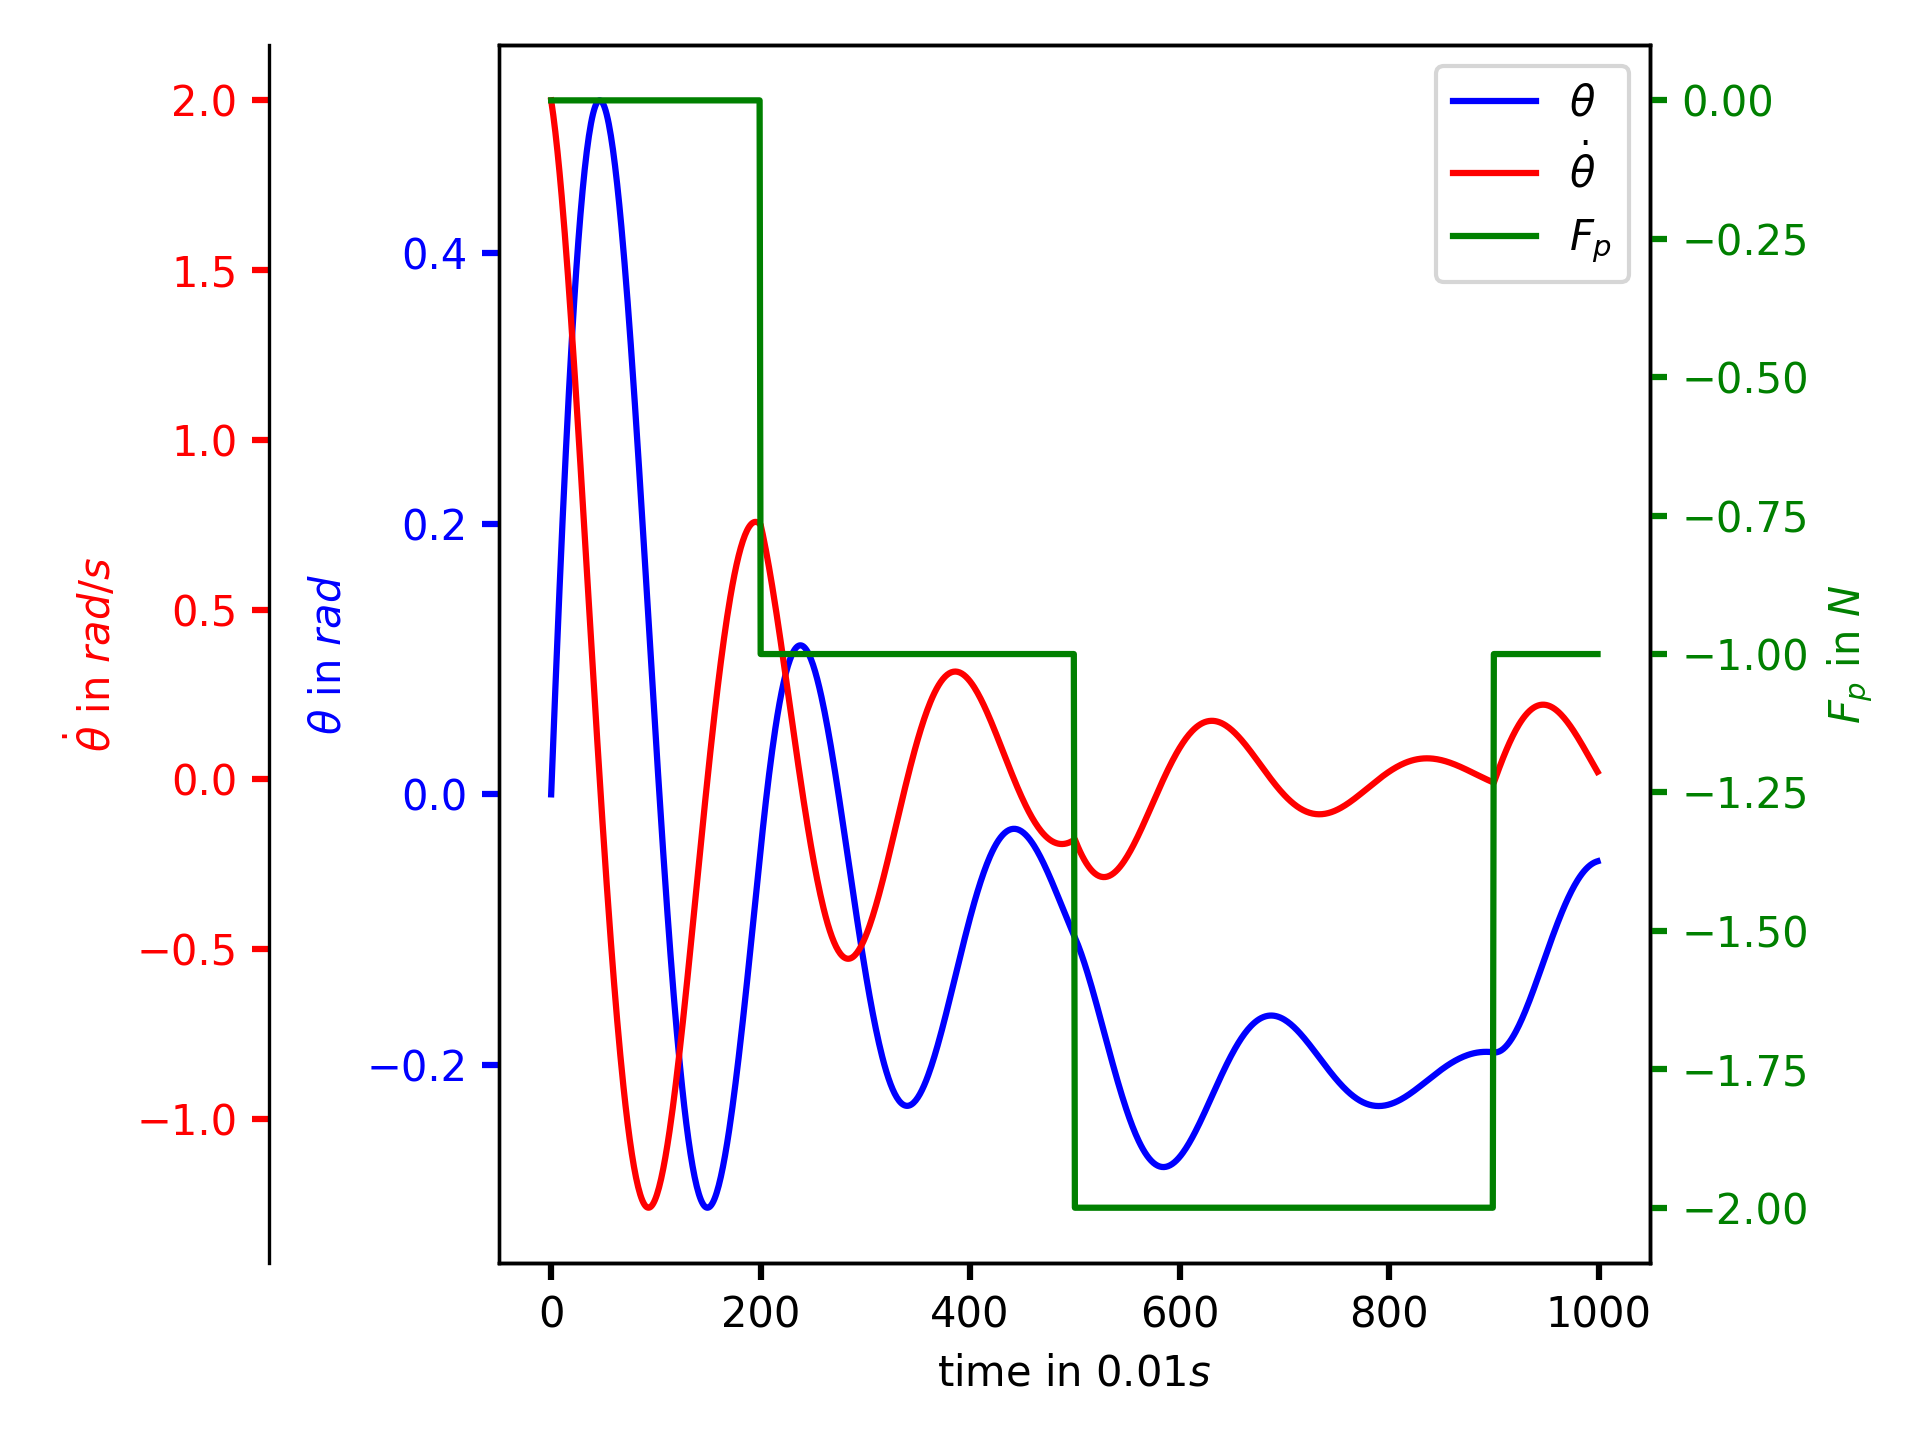 2.0
1.5
1.0
0.5
0.0
−0.5
−1.0
θ̇ in rad/s
0.4
0.2
0.0
−0.2
θ in rad
θ
θ̇
F_p
0.00
−0.25
−0.50
−0.75
−1.00
−1.25
−1.50
−1.75
−2.00
F_p in N
0 200 400 600 800 1000
time in 0.01s